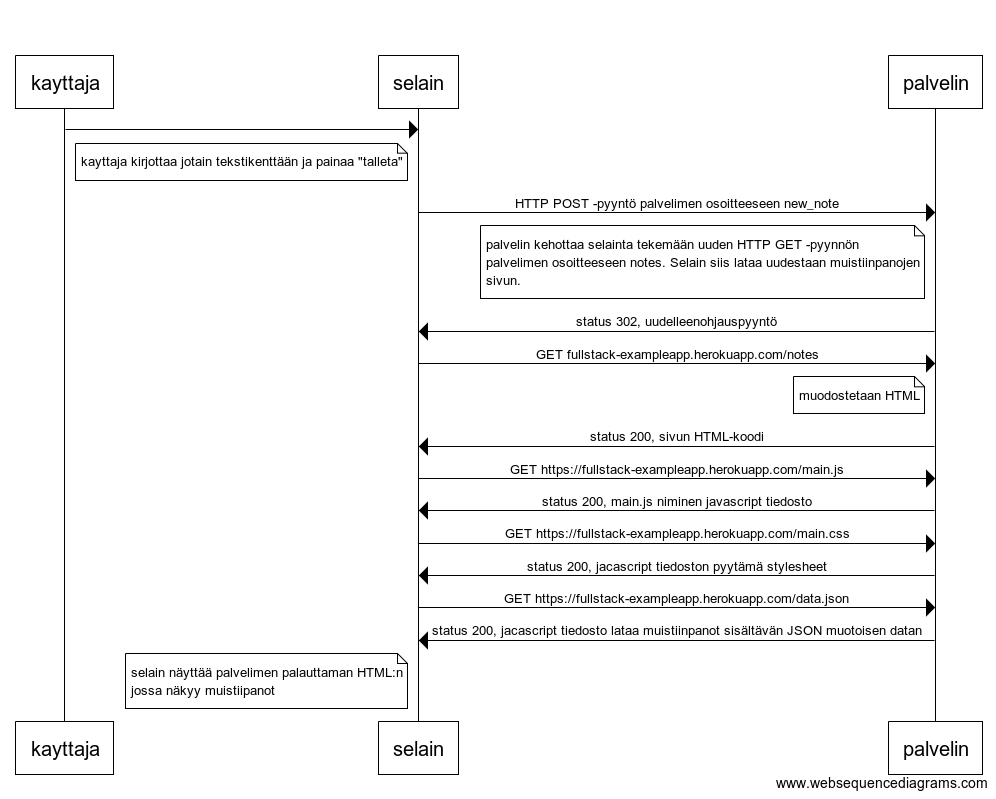 kayttaja
selain
palvelin
kayttaja kirjottaa jotain tekstikenttään ja painaa "talleta"
HTTP POST -pyyntö palvelimen osoitteeseen new_note
palvelin kehottaa selainta tekemään uuden HTTP GET -pyynnön
palvelimen osoitteeseen notes. Selain siis lataa uudestaan muistiinpanojen
sivun.
status 302, uudelleenohjauspyyntö
GET fullstack-exampleapp.herokuapp.com/notes
muodostetaan HTML
status 200, sivun HTML-koodi
GET https://fullstack-exampleapp.herokuapp.com/main.js
status 200, main.js niminen javascript tiedosto
GET https://fullstack-exampleapp.herokuapp.com/main.css
status 200, jacascript tiedoston pyytämä stylesheet
GET https://fullstack-exampleapp.herokuapp.com/data.json
status 200, jacascript tiedosto lataa muistiinpanot sisältävän JSON muotoisen datan
selain näyttää palvelimen palauttaman HTML:n
jossa näkyy muistiipanot
kayttaja
selain
palvelin
www.websequencediagrams.com